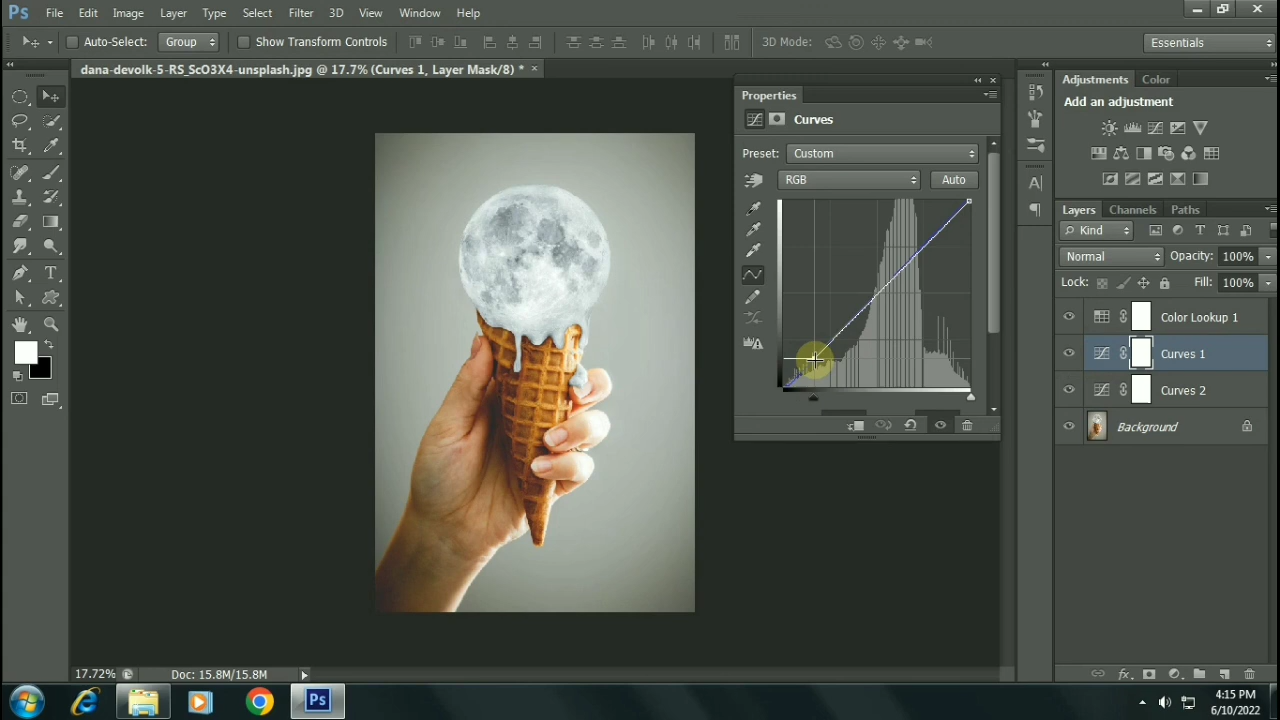 Ps File Edit Image Layer Type Select Filter 3D View Window Help
Auto-Select: Group Show Transform Controls 3D Mode: Essentials
dana-devolk-5-RS_ScO3X4-unsplash.jpg @ 17.7% (Curves 1, Layer Mask/8) * ×
Properties
Curves
Preset: Custom
RGB Auto
Adjustments Color
Add an adjustment
Layers Channels Paths
Kind
Normal Opacity: 100%
Lock: Fill: 100%
Color Lookup 1
Curves 1
Curves 2
Background
17.72% Doc: 15.8M/15.8M
Ps
4:15 PM
6/10/2022